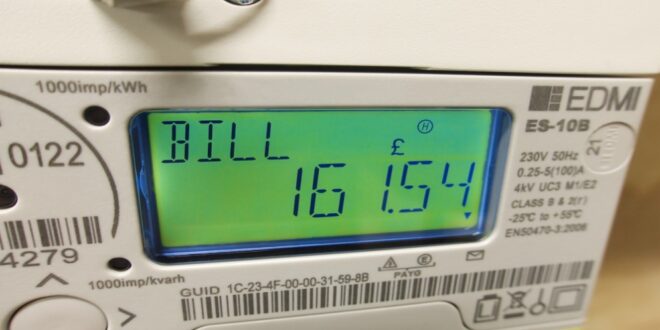 1000imp/kWh
EDMI
ES-10B
BILL
£
H
161.54
230V 50Hz
0.25-5(100)A
4kV UC3 M1/E2
CLASS B & 2(r)
-25°C to +55°C
EN50470-3:2006
21
0122
4279
1000imp/kvarh
PAYG
GUID 1C-23-4F-00-00-31-59-8B